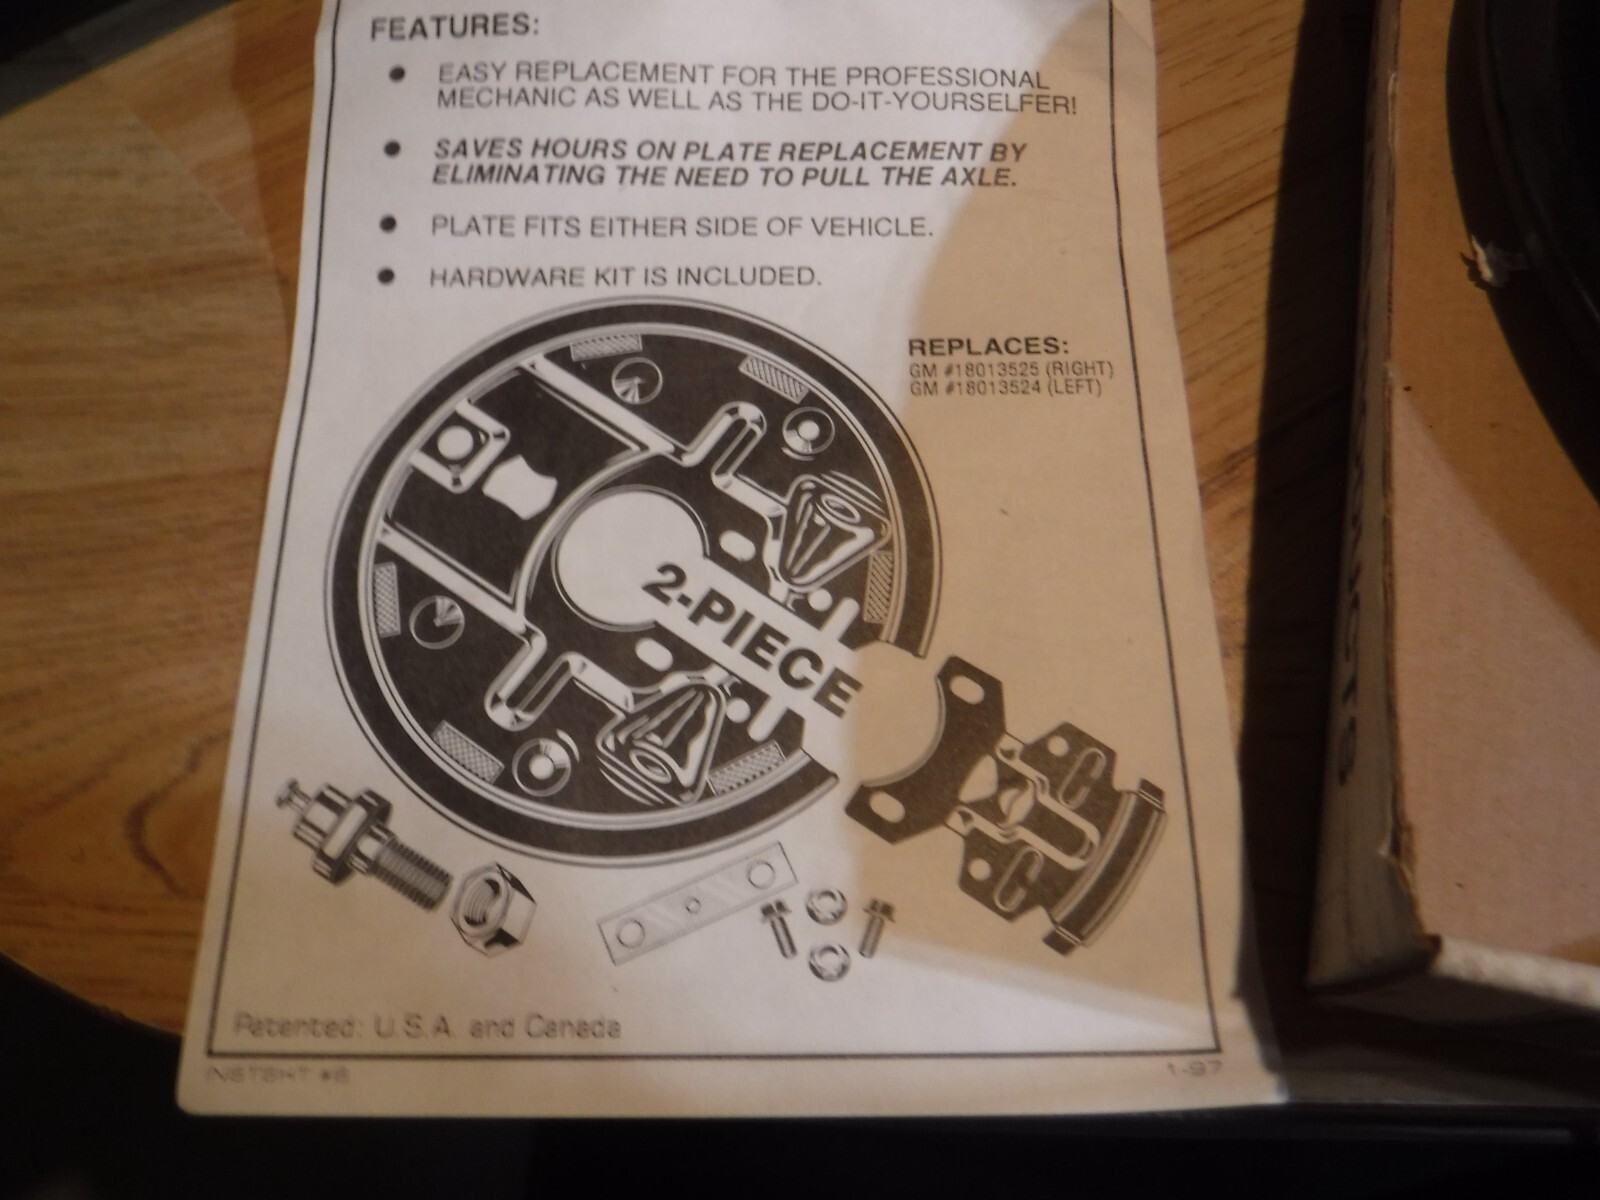 FEATURES:
● EASY REPLACEMENT FOR THE PROFESSIONAL
MECHANIC AS WELL AS THE DO-IT-YOURSELFER!
● SAVES HOURS ON PLATE REPLACEMENT BY
ELIMINATING THE NEED TO PULL THE AXLE.
● PLATE FITS EITHER SIDE OF VEHICLE.
● HARDWARE KIT IS INCLUDED.
REPLACES:
GM #18013525 (RIGHT)
GM #18013524 (LEFT)
2-PIECE
Patented: U.S.A. and Canada
INSTSHT #8
1-97